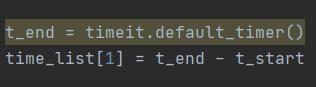 t_end = timeit.default_timer()
time_list[1] = t_end - t_start